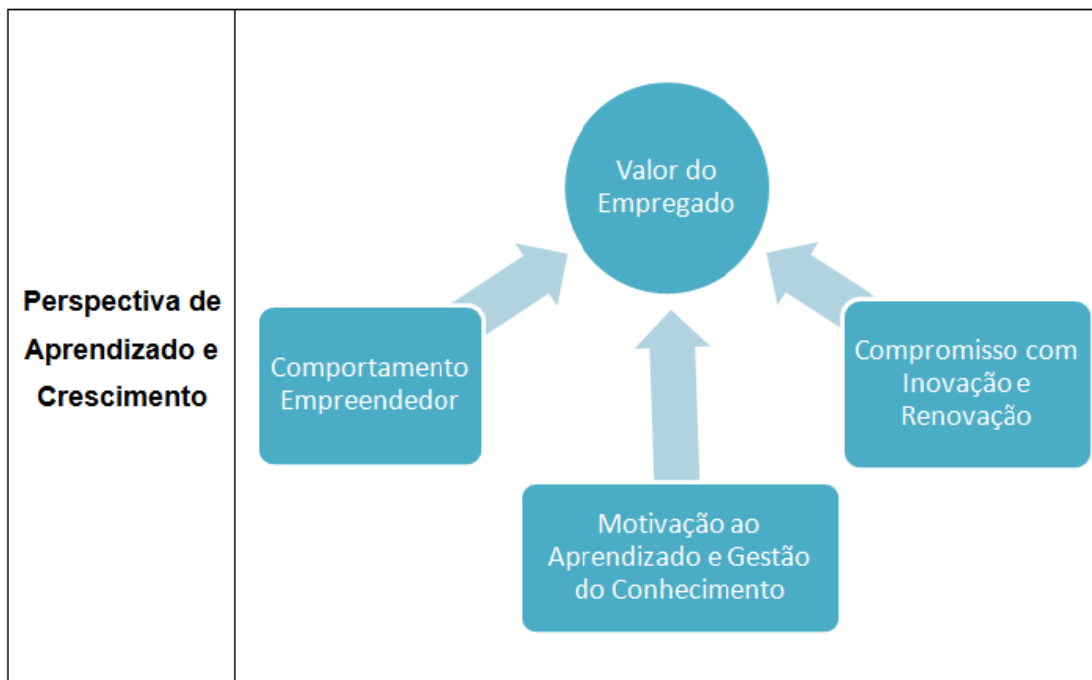 Perspectiva de
Aprendizado e
Crescimento
Valor do
Empregado
Comportamento
Empreendedor
Compromisso com
Inovação e
Renovação
Motivação ao
Aprendizado e Gestão
do Conhecimento